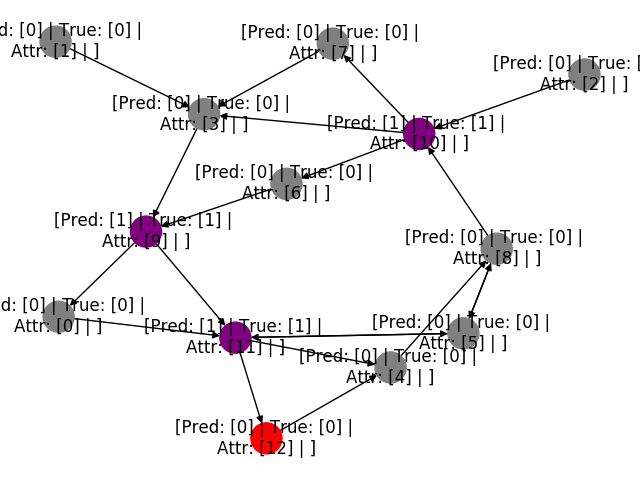 d: [0] | True: [0] |
Attr: [1] | ]
[Pred: [0] | True: [0] |
Attr: [7] | ]
[Pred: [0] | True: [
Attr: [2] | ]
[Pred: [0] | True: [0] |
Attr: [3] | ]
[Pred: [1] | True: [1] |
Attr: [10] | ]
[Pred: [0] | True: [0] |
Attr: [6] | ]
[Pred: [1] | True: [1] |
Attr: [9] | ]
[Pred: [0] | True: [0] |
Attr: [8] | ]
d: [0] | True: [0] |
Attr: [0] | ]
[Pred: [1] | True: [1] |
Attr: [11] | ]
[Pred: [0] | True: [0] |
Attr: [5] | ]
[Pred: [0] | True: [0] |
Attr: [4] | ]
[Pred: [0] | True: [0] |
Attr: [12] | ]